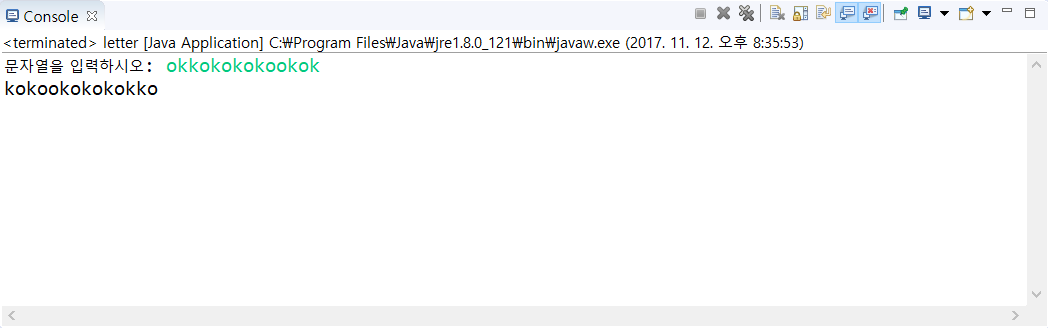 Console
<terminated> letter [Java Application] C:₩Program Files₩Java₩jre1.8.0_121₩bin₩javaw.exe (2017. 11. 12. 오후 8:35:53)
문자열을 입력하시오: okkokokokookok
kokookokokokko